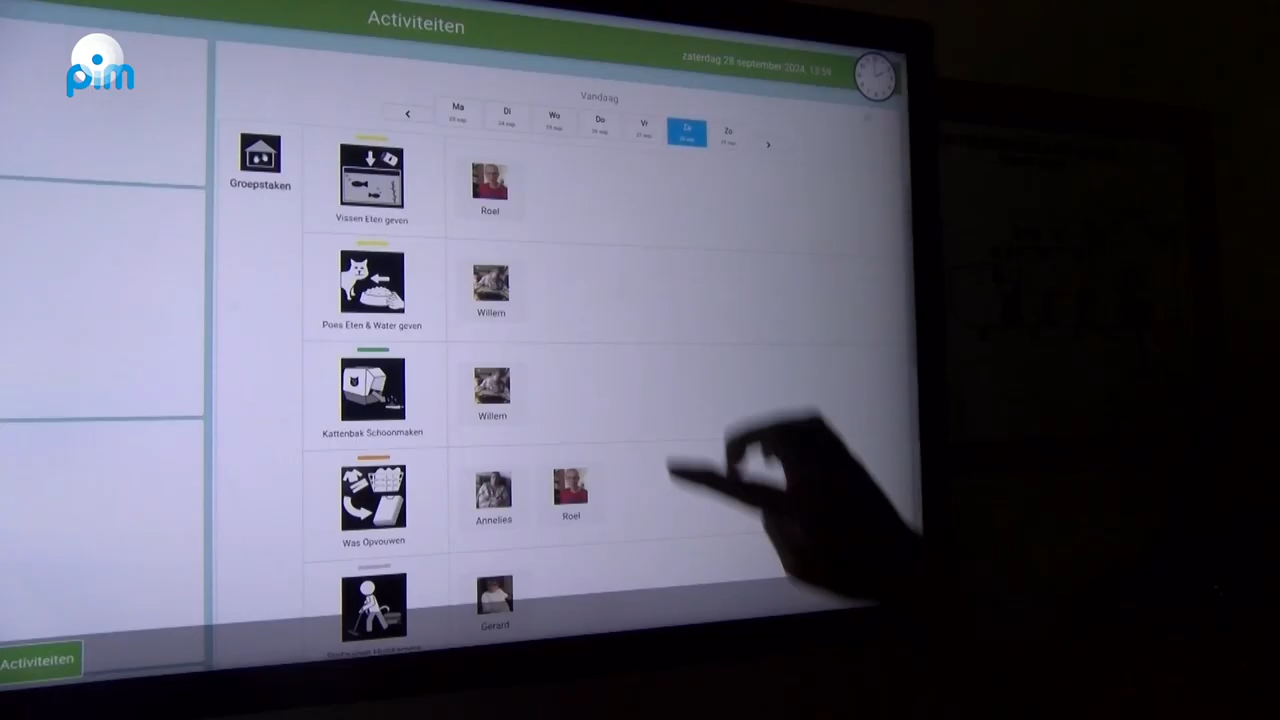 Activiteiten
pim
zaterdag 28 september 2024, 13:59
Vandaag
Ma
Di
Wo
Do
Vr
Za
Zo
Groepstaken
Vissen Eten geven
Roel
Poes Eten & Water geven
Willem
Kattenbak Schoonmaken
Willem
Was Opvouwen
Annelies
Roel
Gerard
Activiteiten